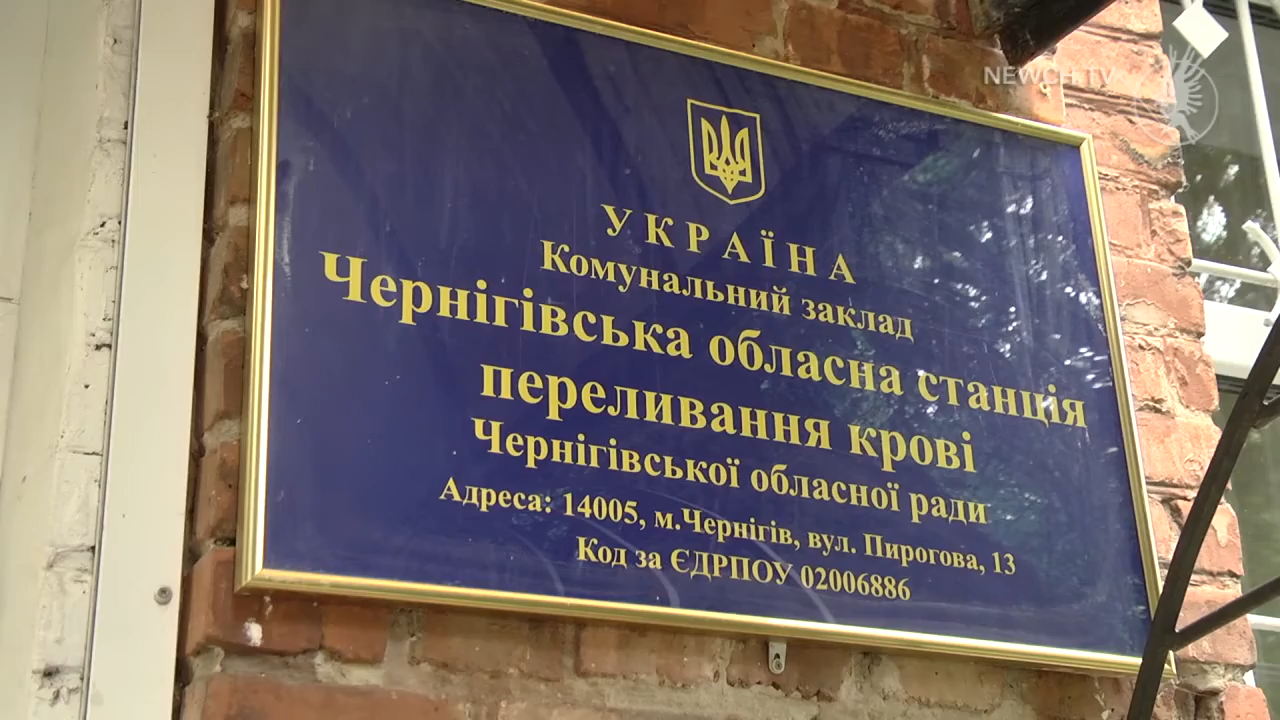 NEWCH.TV
УКРАЇНА
Комунальний заклад
Чернігівська обласна станція
переливання крові
Чернігівської обласної ради
Адреса: 14005, м.Чернігів, вул. Пирогова, 13
Код за ЄДРПОУ 02006886